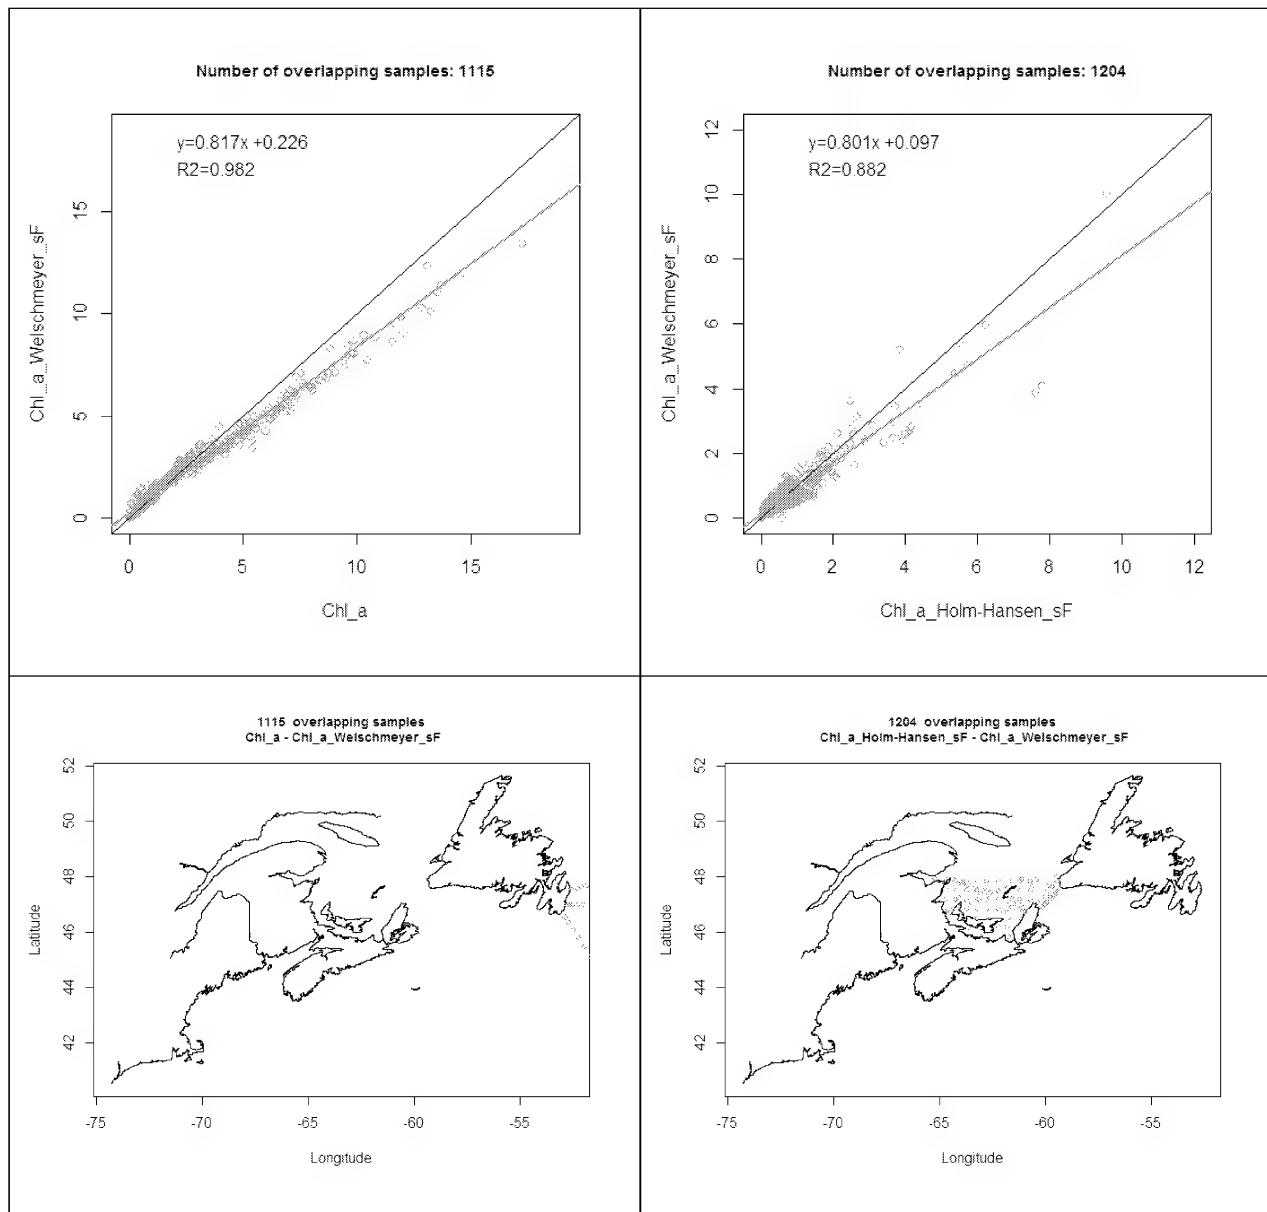 Number of overlapping samples: 1115
y=0.817x +0.226
R2=0.982
Chl_a_Welschmeyer_sF
15
10
5
0
0 5 10 15
Chl_a
Number of overlapping samples: 1204
y=0.801x +0.097
R2=0.882
Chl_a_Welschmeyer_sF
12
10
8
6
4
2
0
0 2 4 6 8 10 12
Chl_a_Holm-Hansen_sF
1115 overlapping samples
Chl_a - Chl_a_Welschmeyer_sF
Latitude
52
50
48
46
44
42
-75 -70 -65 -60 -55
Longitude
1204 overlapping samples
Chl_a_Holm-Hansen_sF - Chl_a_Welschmeyer_sF
Latitude
52
50
48
46
44
42
-75 -70 -65 -60 -55
Longitude